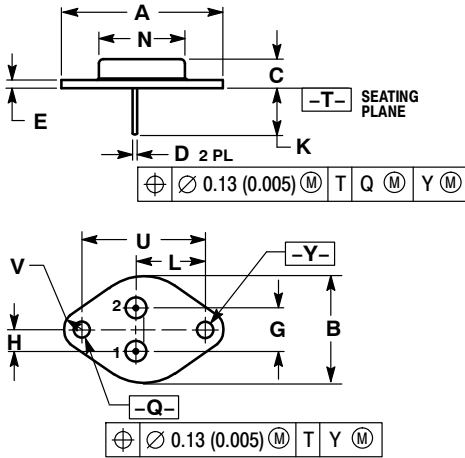 A
N
C
E
–T– SEATING PLANE
K
D 2 PL
⌖ ∅ 0.13 (0.005) Ⓜ T Q Ⓜ Y Ⓜ
U
V
L
–Y–
2
H
G
B
1
–Q–
⌖ ∅ 0.13 (0.005) Ⓜ T Y Ⓜ